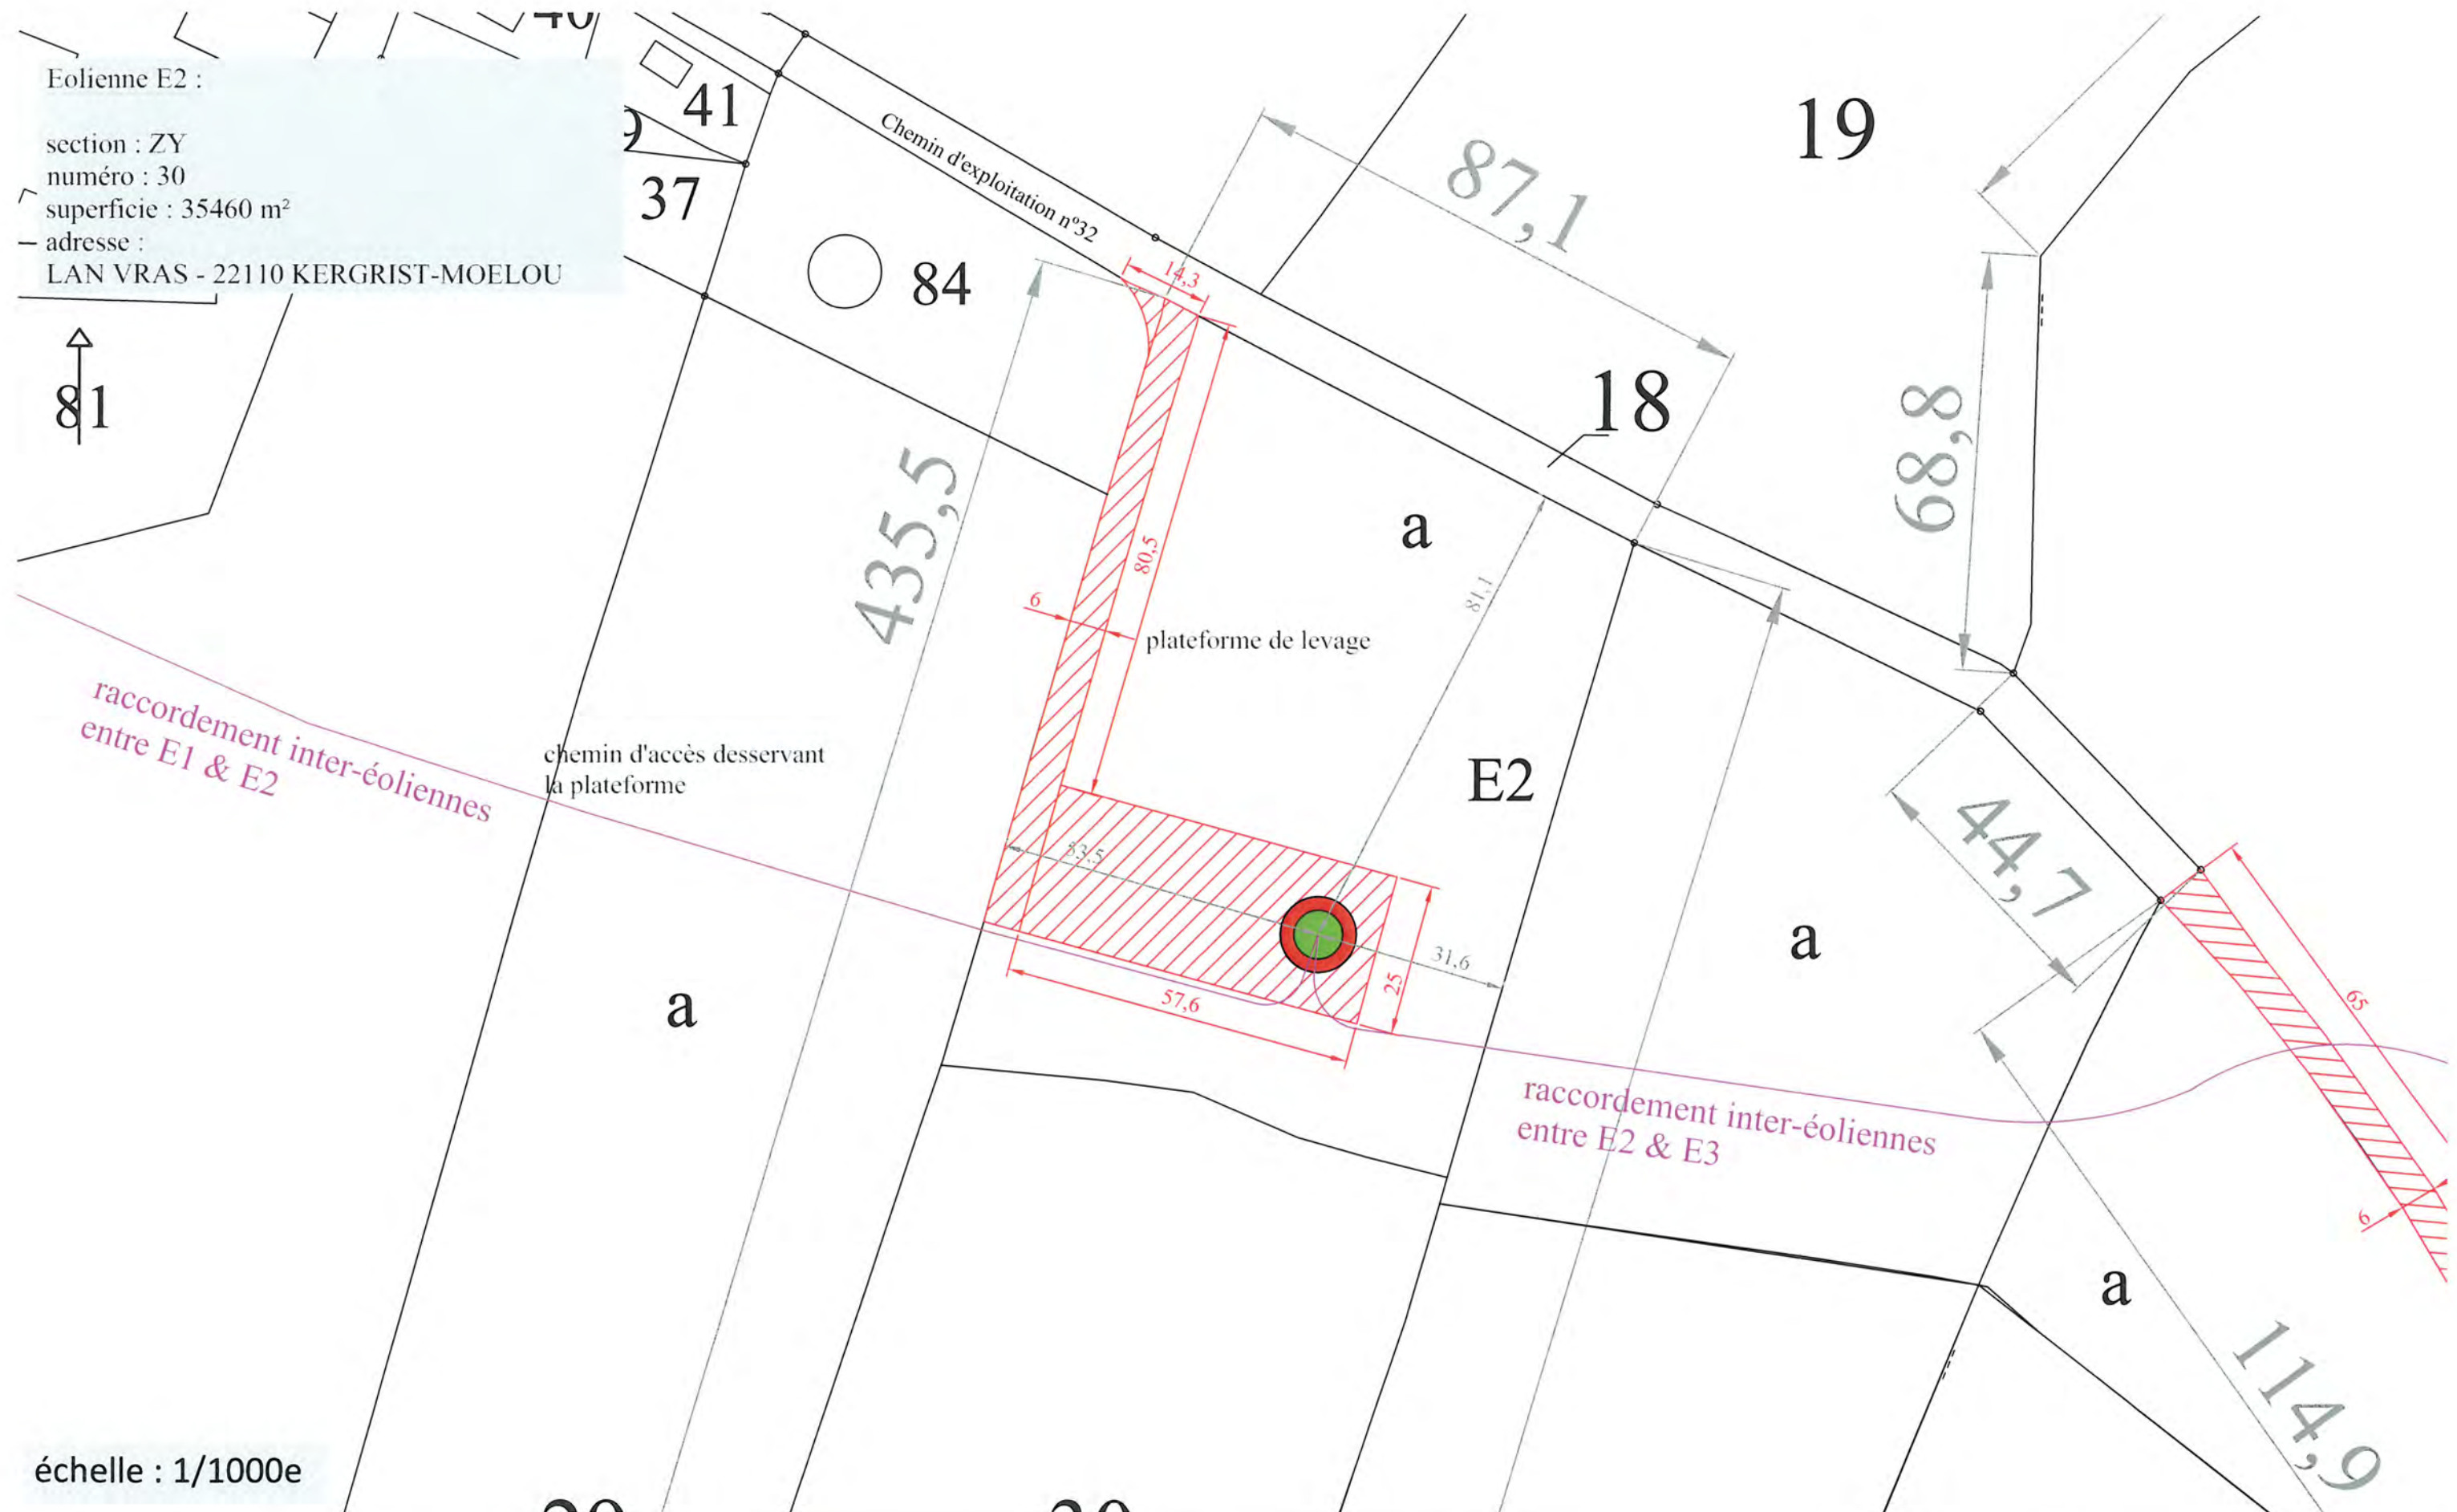 Eolienne E2 :
section : ZY
numéro : 30
superficie : 35460 m²
adresse :
LAN VRAS - 22110 KERGRIST-MOELOU
41
37
84
81
Chemin d'exploitation nº32
19
87,1
14,3
18
68,8
435,5
a
81,1
80,5
6
plateforme de levage
raccordement inter-éoliennes
entre E1 & E2
chemin d'accès desservant
la plateforme
E2
44,7
53,5
31,6
25
57,6
a
a
65
raccordement inter-éoliennes
entre E2 & E3
6
a
114,9
échelle : 1/1000e